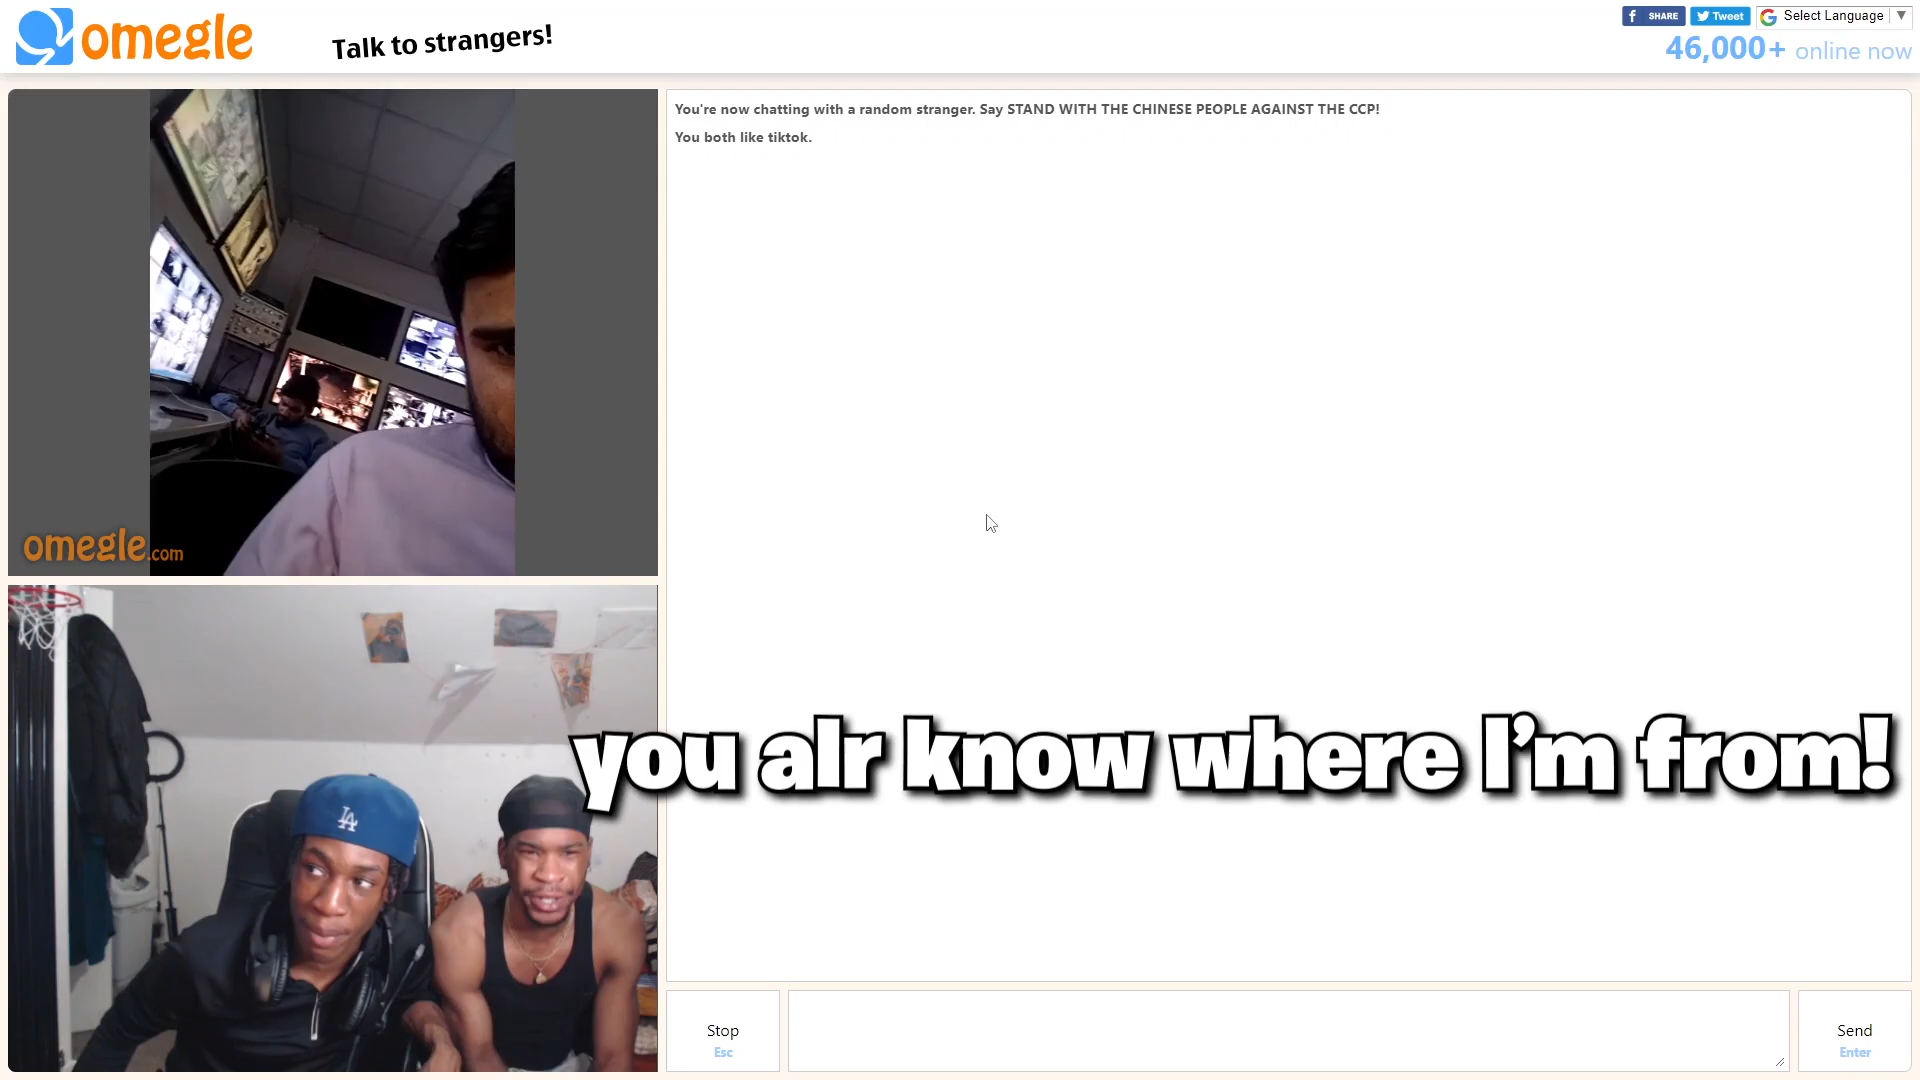 omegle
Talk to strangers!
SHARE
Tweet
Select Language
46,000+ online now
You're now chatting with a random stranger. Say STAND WITH THE CHINESE PEOPLE AGAINST THE CCP!
You both like tiktok.
omegle.com
LA
you alr know where I'm from!
Stop
Esc
Send
Enter